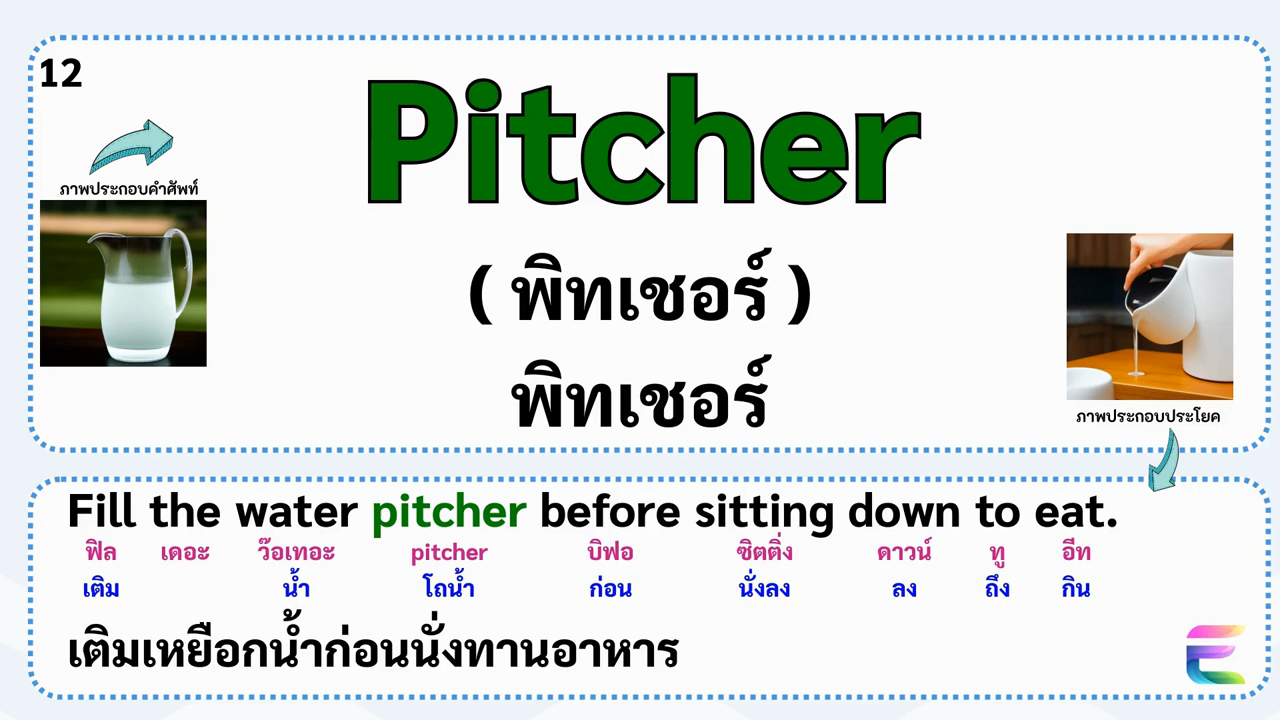 12
Pitcher
ภาพประกอบคำศัพท์
( พิทเชอร์ )
พิทเชอร์
ภาพประกอบประโยค
Fill the water pitcher before sitting down to eat.
ฟิล เดอะ ว๊อเทอะ pitcher บิฟอ ซิตติ่ง ดาวน์ ทู อีท
เติม น้ำ โถน้ำ ก่อน นั่งลง ลง ถึง กิน
เติมเหยือกน้ำก่อนนั่งทานอาหาร